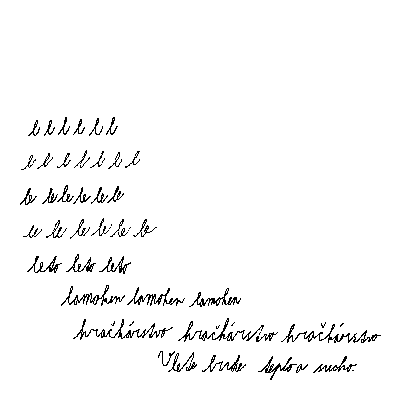 l l l l l l
e l l l l l l
le le le le le le
le le le le le le
leto leto leto
lamohen lamohen lamohen
hračkárstvo hračkárstvo hračkárstvo
V lete bude teplo a sucho.